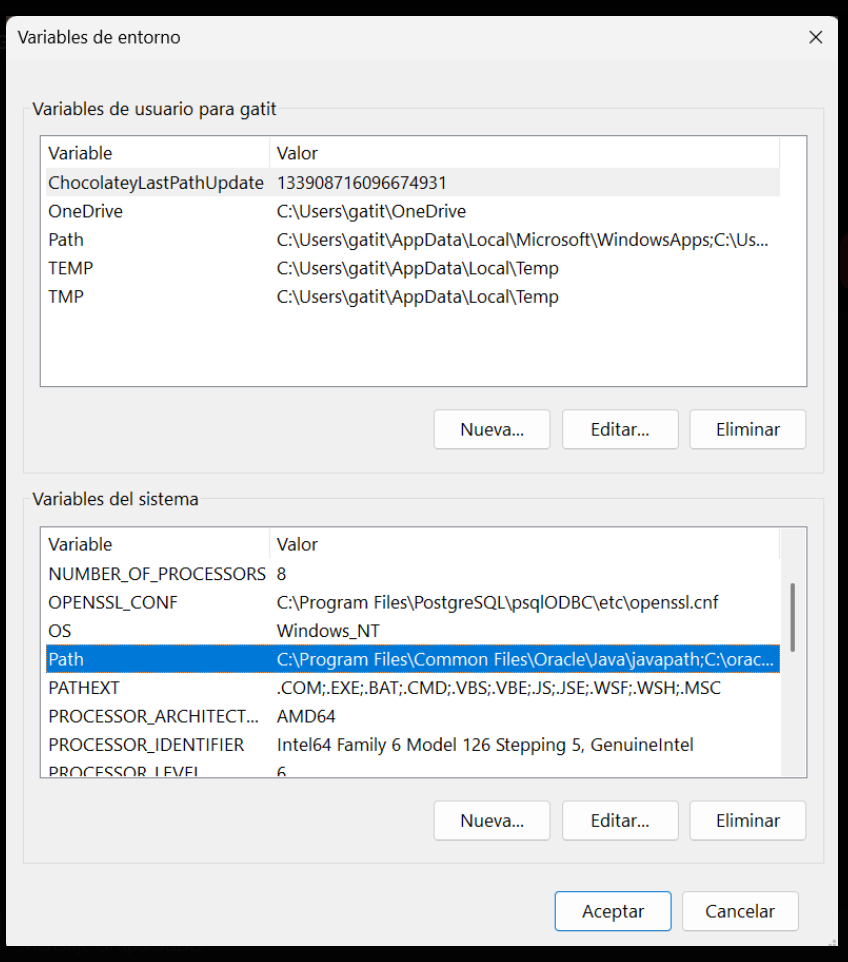 Variables de entorno
Variables de usuario para gatit
Variable Valor
ChocolateyLastPathUpdate 133908716096674931
OneDrive C:\Users\gatit\OneDrive
Path C:\Users\gatit\AppData\Local\Microsoft\WindowsApps;C:\Us...
TEMP C:\Users\gatit\AppData\Local\Temp
TMP C:\Users\gatit\AppData\Local\Temp
Nueva... Editar... Eliminar
Variables del sistema
Variable Valor
NUMBER_OF_PROCESSORS 8
OPENSSL_CONF C:\Program Files\PostgreSQL\psqlODBC\etc\openssl.cnf
OS Windows_NT
Path C:\Program Files\Common Files\Oracle\Java\javapath;C:\orac...
PATHEXT .COM;.EXE;.BAT;.CMD;.VBS;.VBE;.JS;.JSE;.WSF;.WSH;.MSC
PROCESSOR_ARCHITECT... AMD64
PROCESSOR_IDENTIFIER Intel64 Family 6 Model 126 Stepping 5, GenuineIntel
PROCESSOR_LEVEL 6
Nueva... Editar... Eliminar
Aceptar Cancelar